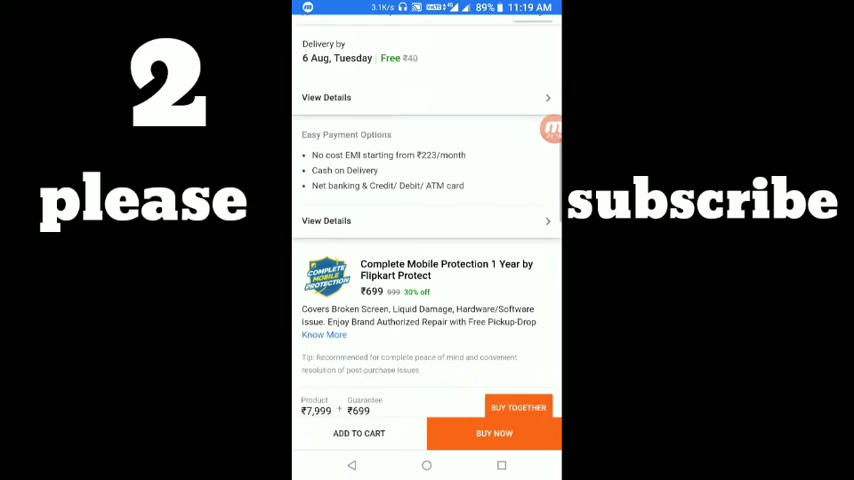 2
please
subscribe
3.1K/s
89%
11:19 AM
Delivery by
6 Aug, Tuesday | Free ₹40
View Details
Easy Payment Options
• No cost EMI starting from ₹223/month
• Cash on Delivery
• Net banking & Credit/ Debit/ ATM card
View Details
COMPLETE
MOBILE
PROTECTION
Complete Mobile Protection 1 Year by
Flipkart Protect
₹699 999 30% off
Covers Broken Screen, Liquid Damage, Hardware/Software
Issue. Enjoy Brand Authorized Repair with Free Pickup-Drop
Know More
Tip: Recommended for complete peace of mind and convenient
resolution of post-purchase issues
Product Guarantee
₹7,999 + ₹699
BUY TOGETHER
ADD TO CART
BUY NOW